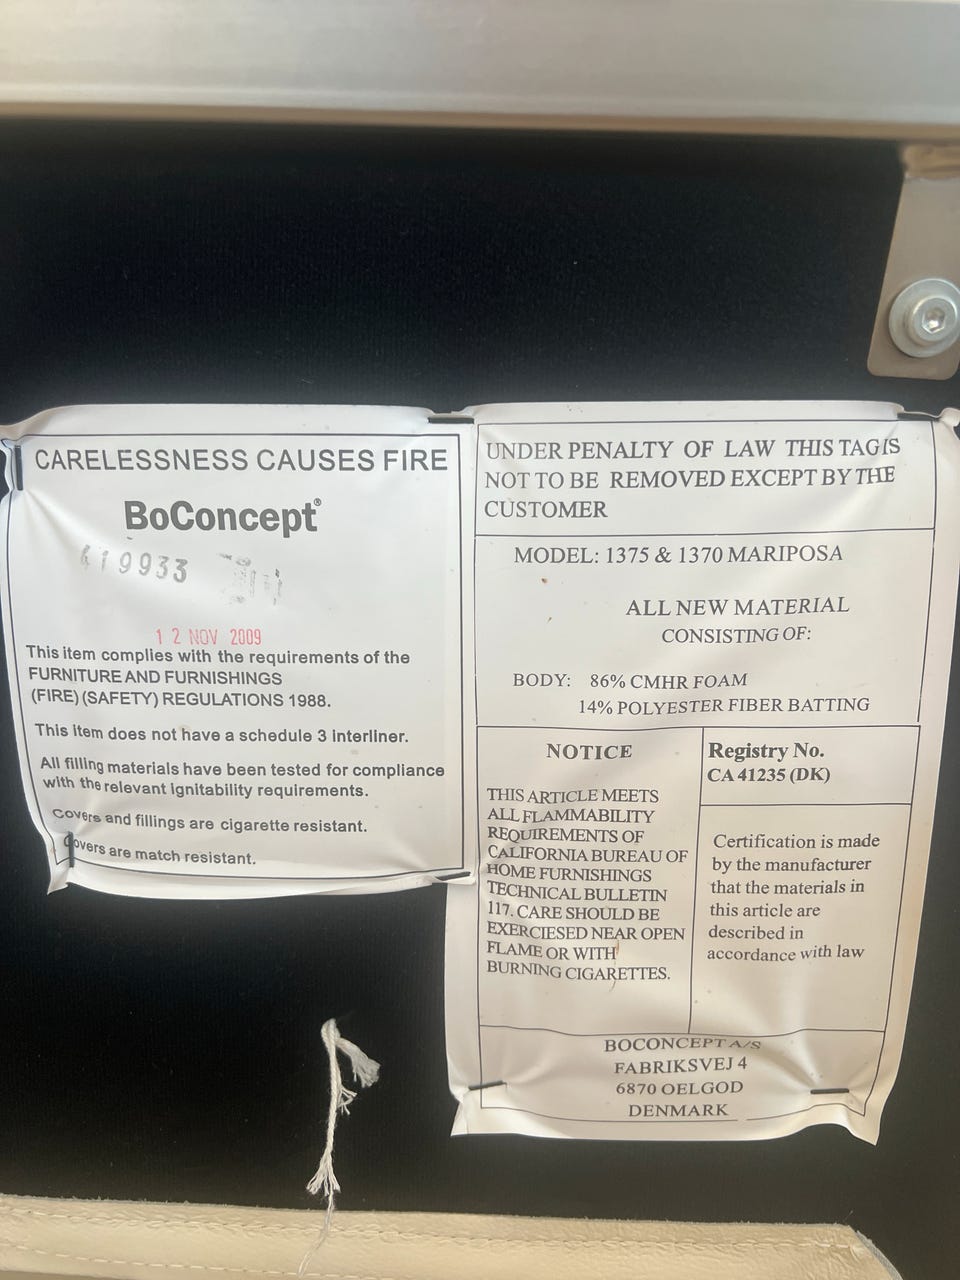 CARELESSNESS CAUSES FIRE
BoConcept®
419933
12 NOV 2009
This item complies with the requirements of the
FURNITURE AND FURNISHINGS
(FIRE) (SAFETY) REGULATIONS 1988.
This item does not have a schedule 3 interliner.
All filling materials have been tested for compliance
with the relevant ignitability requirements.
Covers and fillings are cigarette resistant.
Covers are match resistant.
UNDER PENALTY OF LAW THIS TAG IS
NOT TO BE REMOVED EXCEPT BY THE
CUSTOMER
MODEL: 1375 & 1370 MARIPOSA
ALL NEW MATERIAL
CONSISTING OF:
BODY: 86% CMHR FOAM
14% POLYESTER FIBER BATTING
NOTICE
THIS ARTICLE MEETS
ALL FLAMMABILITY
REQUIREMENTS OF
CALIFORNIA BUREAU OF
HOME FURNISHINGS
TECHNICAL BULLETIN
117. CARE SHOULD BE
EXERCIESED NEAR OPEN
FLAME OR WITH
BURNING CIGARETTES.
Registry No.
CA 41235 (DK)
Certification is made
by the manufacturer
that the materials in
this article are
described in
accordance with law
BOCONCEPT A/S
FABRIKSVEJ 4
6870 OELGOD
DENMARK